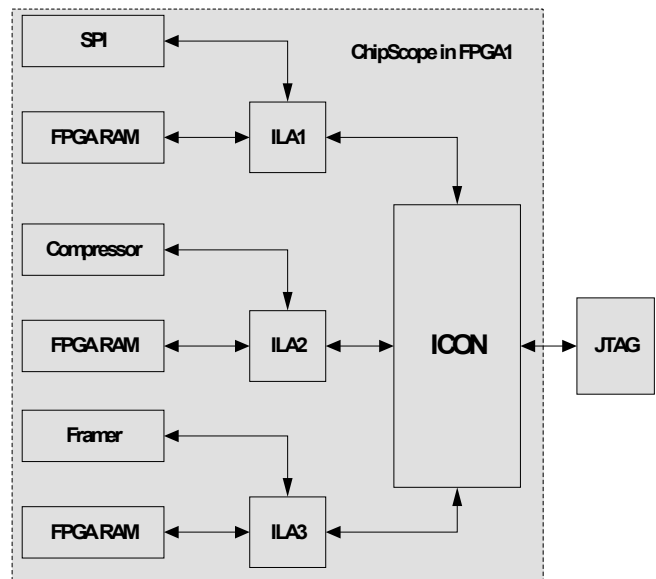 SPI
ChipScope in FPGA1
FPGA RAM
ILA1
Compressor
FPGA RAM
ILA2
ICON
JTAG
Framer
FPGA RAM
ILA3